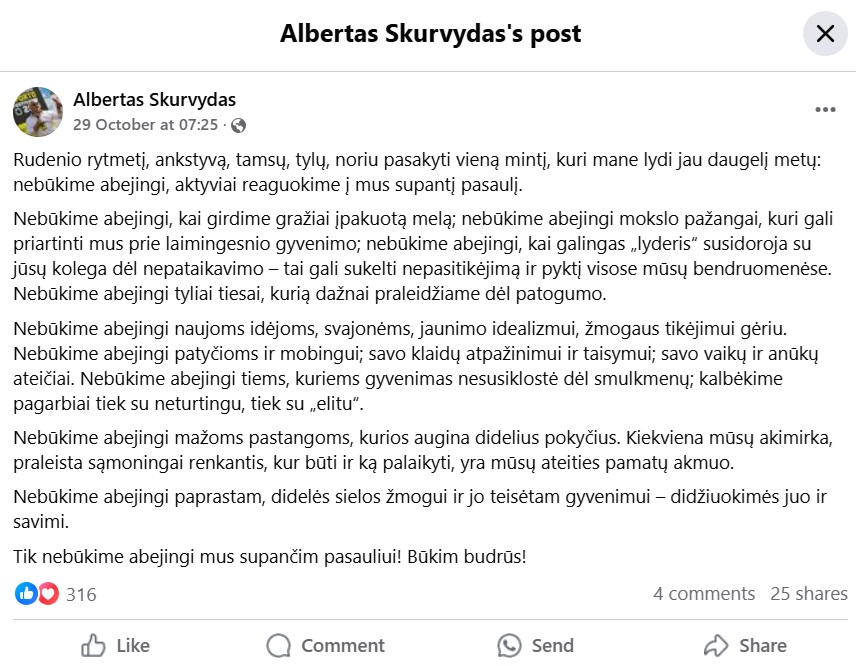 Albertas Skurvydas's post
Albertas Skurvydas
29 October at 07:25 ·
Rudenio rytmetį, ankstyvą, tamsų, tylų, noriu pasakyti vieną mintį, kuri mane lydi jau daugelį metų:
nebūkime abejingi, aktyviai reaguokime į mus supantį pasaulį.
Nebūkime abejingi, kai girdime gražiai įpakuotą melą; nebūkime abejingi mokslo pažangai, kuri gali
priartinti mus prie laimingesnio gyvenimo; nebūkime abejingi, kai galingas „lyderis“ susidoroja su
jūsų kolega dėl nepataikavimo – tai gali sukelti nepasitikėjimą ir pyktį visose mūsų bendruomenėse.
Nebūkime abejingi tyliai tiesai, kurią dažnai praleidžiame dėl patogumo.
Nebūkime abejingi naujoms idėjoms, svajonėms, jaunimo idealizmui, žmogaus tikėjimui gėriu.
Nebūkime abejingi patyčioms ir mobingui; savo klaidų atpažinimui ir taisymui; savo vaikų ir anūkų
ateičiai. Nebūkime abejingi tiems, kuriems gyvenimas nesusiklostė dėl smulkmenų; kalbėkime
pagarbiai tiek su neturtingu, tiek su „elitu“.
Nebūkime abejingi mažoms pastangoms, kurios augina didelius pokyčius. Kiekviena mūsų akimirka,
praleista sąmoningai renkantis, kur būti ir ką palaikyti, yra mūsų ateities pamatų akmuo.
Nebūkime abejingi paprastam, didelės sielos žmogui ir jo teisėtam gyvenimui – didžiuokimės juo ir
savimi.
Tik nebūkime abejingi mus supančim pasauliui! Būkim budrūs!
316 4 comments 25 shares
Like Comment Send Share